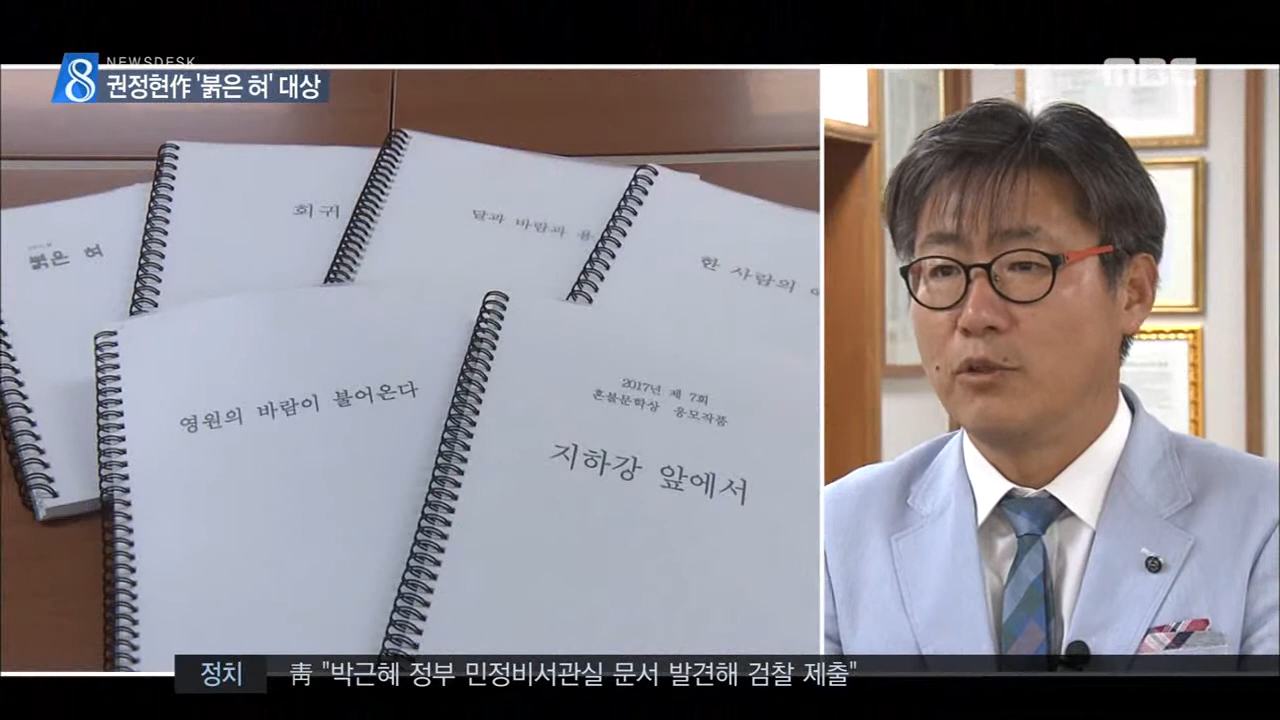 NEWSDESK
8 권정현作 '붉은 혀' 대상
MBC
붉은 혀
회귀
달과 바람과
한 사람의
영원의 바람이 불어온다
2017년 제 7회
혼불문학상 응모작품
지하강 앞에서
정치 靑 "박근혜 정부 민정비서관실 문서 발견해 검찰 제출"